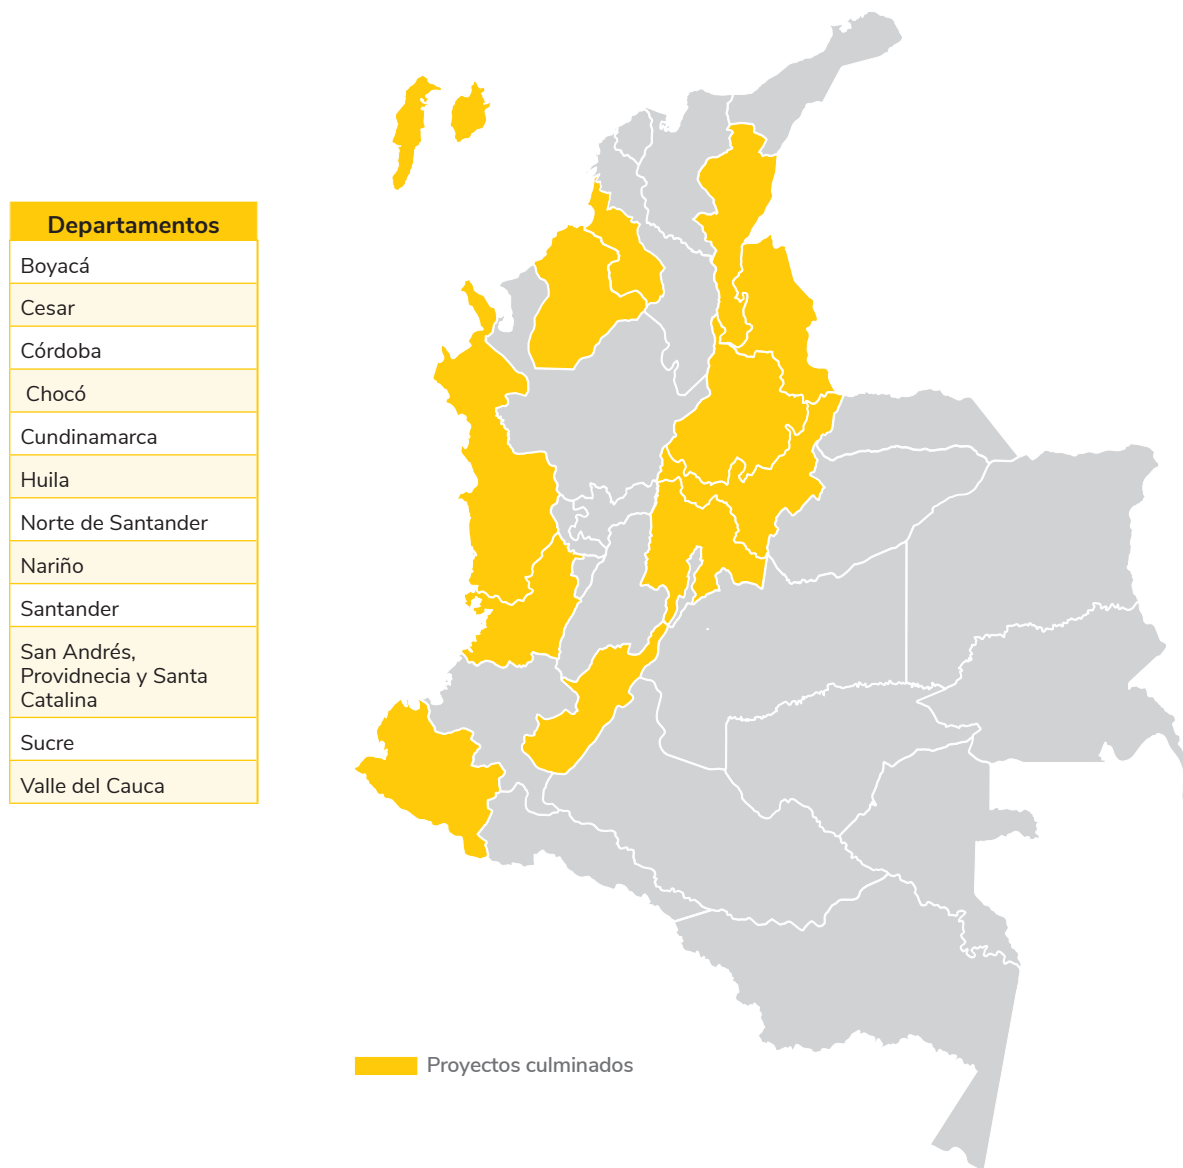 Departamentos
Boyacá
Cesar
Córdoba
Chocó
Cundinamarca
Huila
Norte de Santander
Nariño
Santander
San Andrés,
Providnecia y Santa
Catalina
Sucre
Valle del Cauca
Proyectos culminados